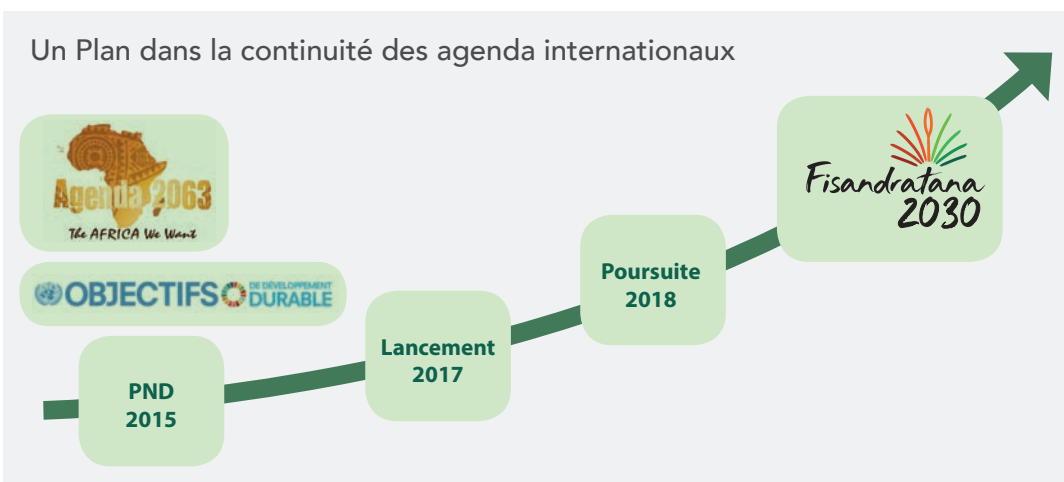 Un Plan dans la continuité des agenda internationaux
Agenda 2063
The AFRICA We Want
OBJECTIFS
DE DÉVELOPPEMENT
DURABLE
PND
2015
Lancement
2017
Poursuite
2018
Fisandratana
2030